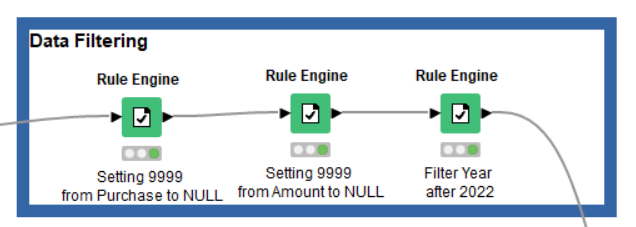 Data Filtering
Rule Engine
Rule Engine
Rule Engine
Setting 9999
from Purchase to NULL
Setting 9999
from Amount to NULL
Filter Year
after 2022